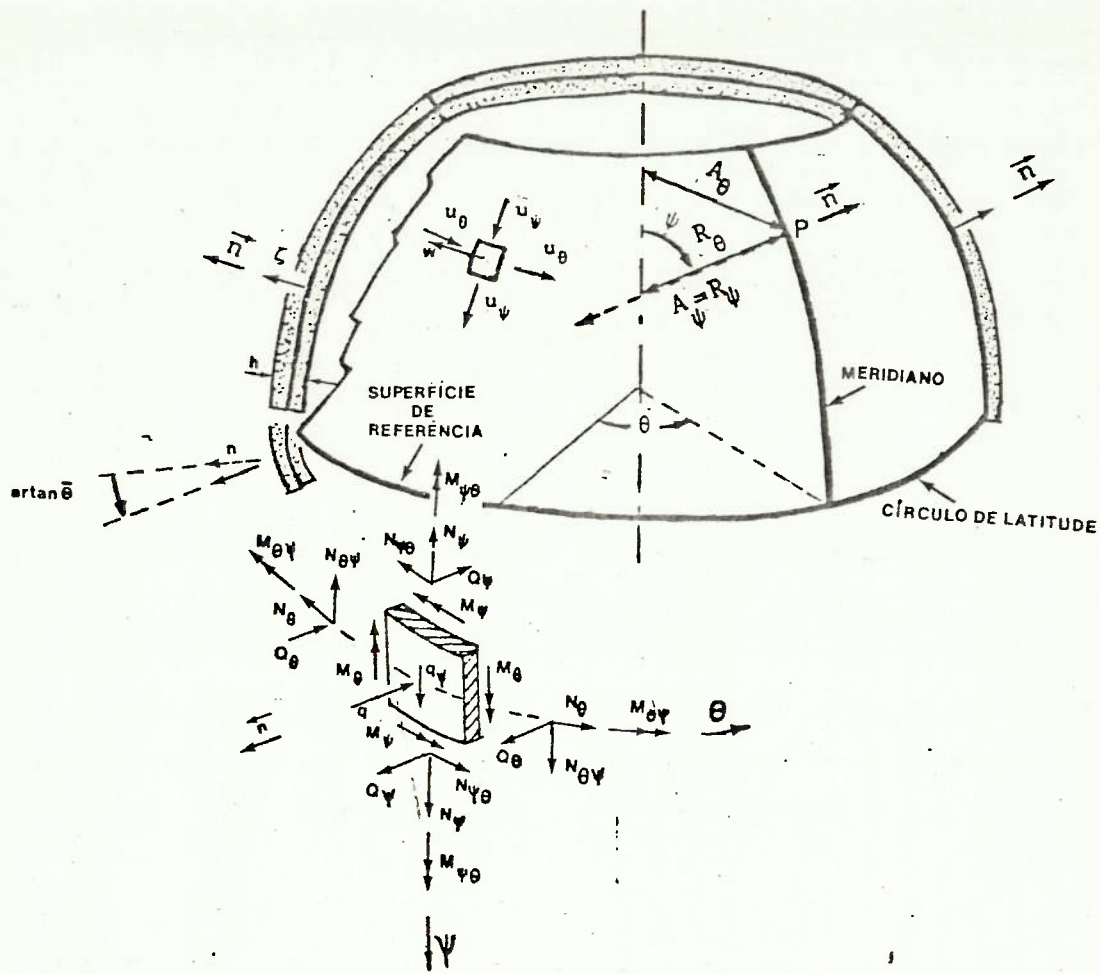 n⃗
A_θ
n⃗
P
ψ
R_θ
u_θ
u_ψ
w
u_θ
u_ψ
A_ψ=R_ψ
n⃗
ζ
h
SUPERFÍCIE
DE
REFERÊNCIA
MERIDIANO
θ
n
artan θ̄
CÍRCULO DE LATITUDE
M_ψθ
N_ψ
N_ψθ
Q_ψ
M_θψ
N_θψ
M_ψ
N_θ
Q_θ
M_θ
q_ψ
M_θ
q
n⃗
M_ψ
N_θ
M_θψ
θ
Q_θ
N_θψ
Q_ψ
N_ψθ
N_ψ
M_ψθ
ψ